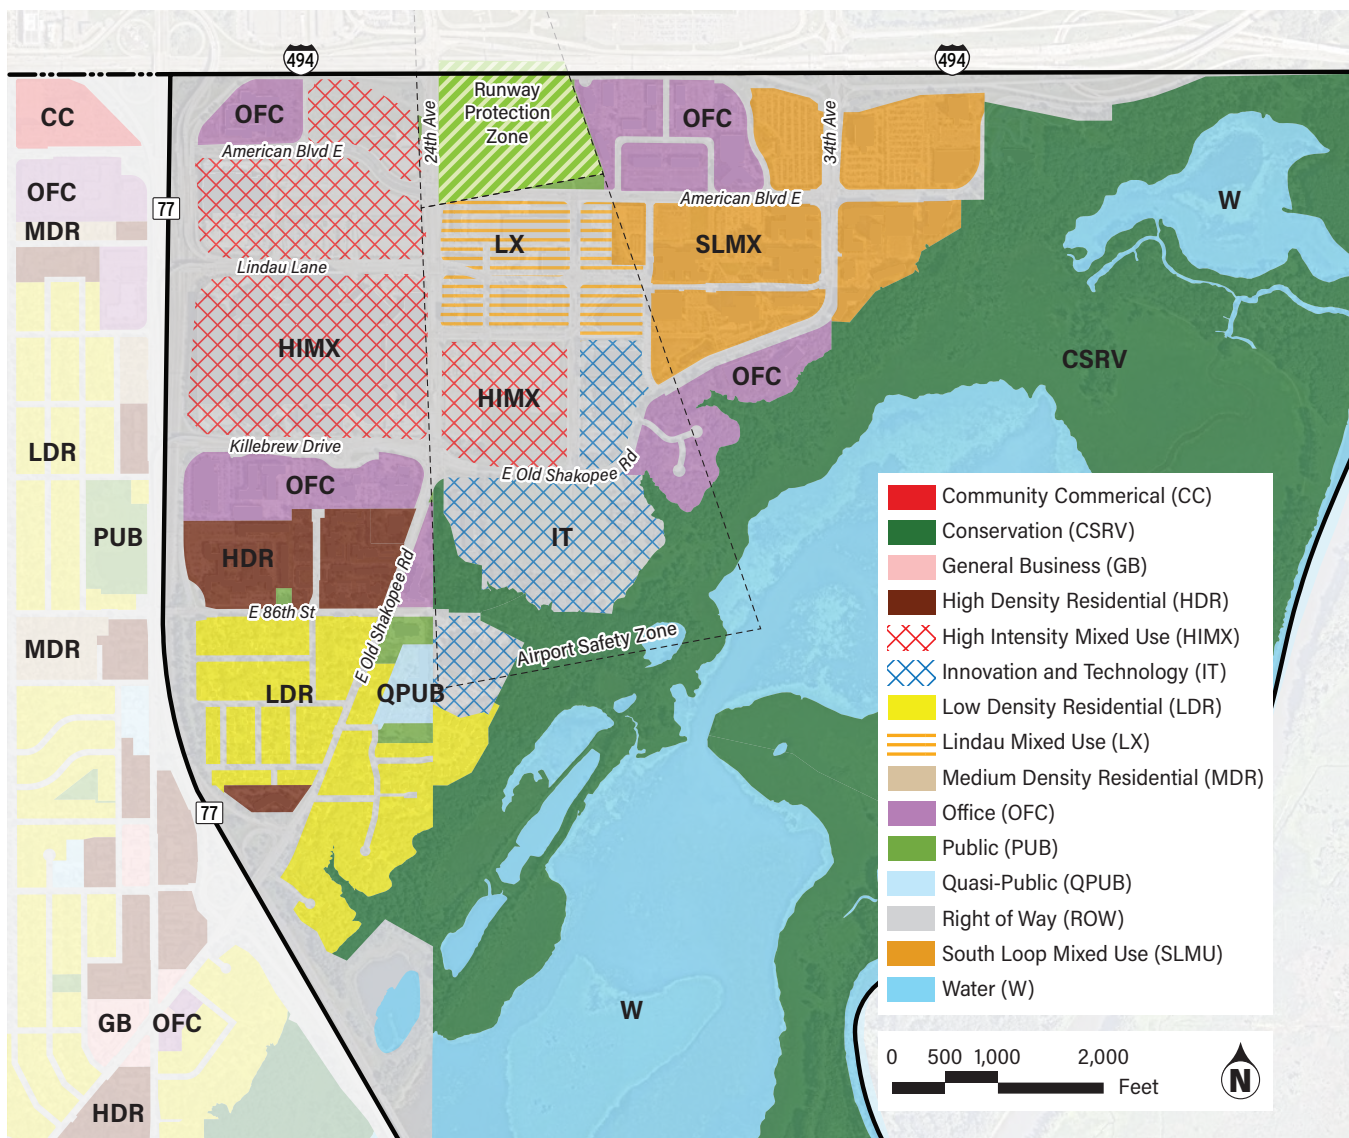 494
494
CC
OFC
24th Ave
Runway
Protection
Zone
OFC
34th Ave
American Blvd E
OFC
77
American Blvd E
W
MDR
LX
SLMX
Lindau Lane
HIMX
CSRV
OFC
HIMX
Killebrew Drive
LDR
E Old Shakopee Rd
OFC
PUB
IT
HDR
E Old Shakopee Rd
E 86th St
Airport Safety Zone
MDR
LDR
QPUB
77
W
GB
OFC
HDR
Community Commerical (CC)
Conservation (CSRV)
General Business (GB)
High Density Residential (HDR)
High Intensity Mixed Use (HIMX)
Innovation and Technology (IT)
Low Density Residential (LDR)
Lindau Mixed Use (LX)
Medium Density Residential (MDR)
Office (OFC)
Public (PUB)
Quasi-Public (QPUB)
Right of Way (ROW)
South Loop Mixed Use (SLMU)
Water (W)
0 500 1,000 2,000
Feet
N